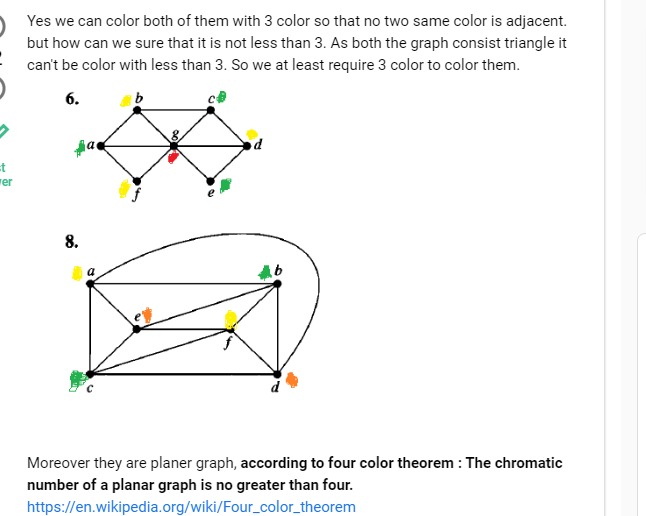 Yes we can color both of them with 3 color so that no two same color is adjacent.
but how can we sure that it is not less than 3. As both the graph consist triangle it
can't be color with less than 3. So we at least require 3 color to color them.
6.
b
c
a
g
d
f
e
8.
a
b
e
f
c
d
Moreover they are planer graph, according to four color theorem : The chromatic
number of a planar graph is no greater than four.
https://en.wikipedia.org/wiki/Four_color_theorem